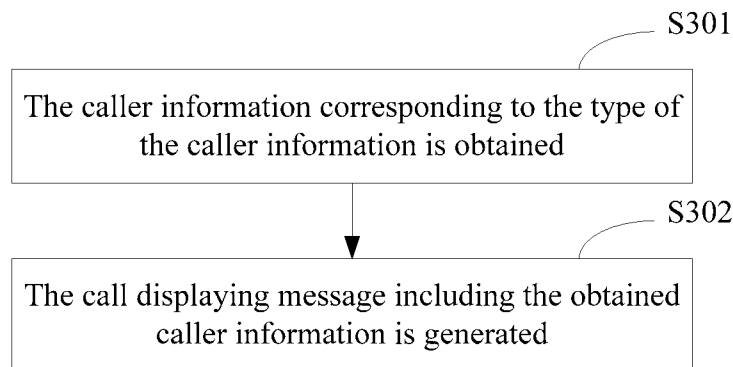 S301
The caller information corresponding to the type of
the caller information is obtained
S302
The call displaying message including the obtained
caller information is generated